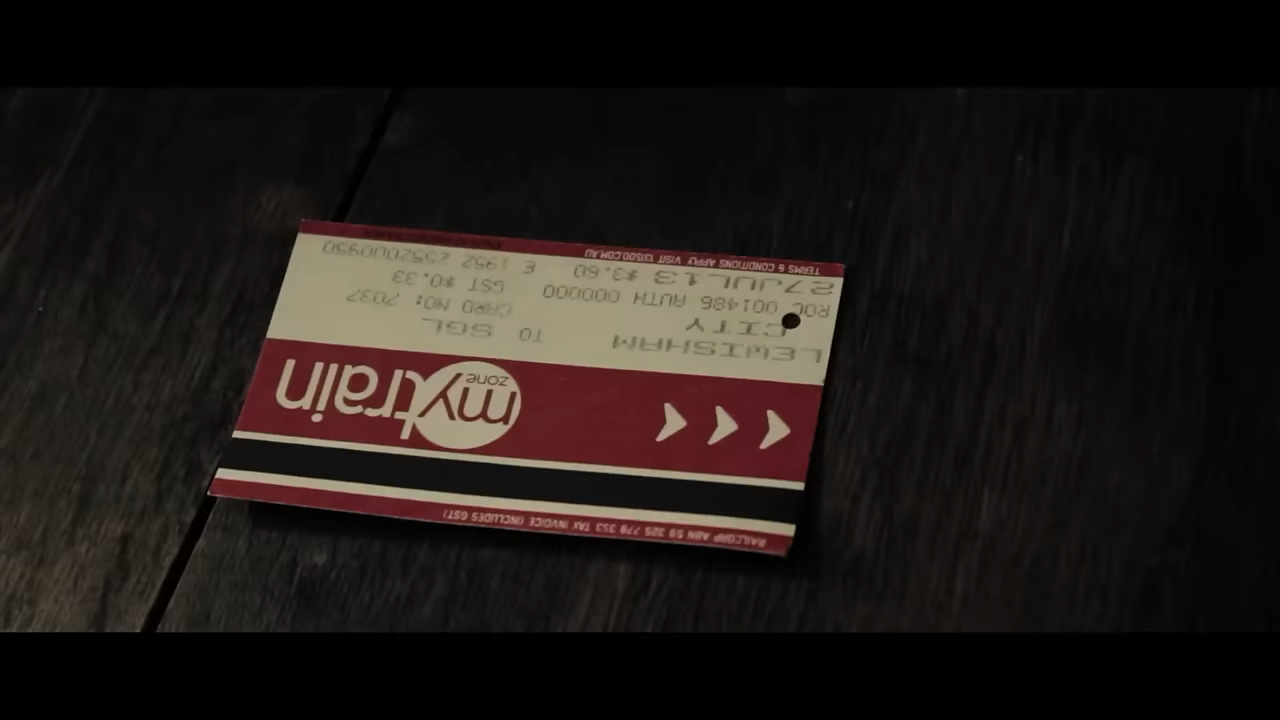 RAILCORP ABN 59 325 778 353 TAX INVOICE (INCLUDES GST)
mytrain
zone
LEWISHAM TO SGL
CITY CARD NO: 7037
ROC 001486 AUTH 000000 GST $0.33
27JUL13 $3.60 E 1952 2552000950
TERMS & CONDITIONS APPLY VISIT 131500.COM.AU